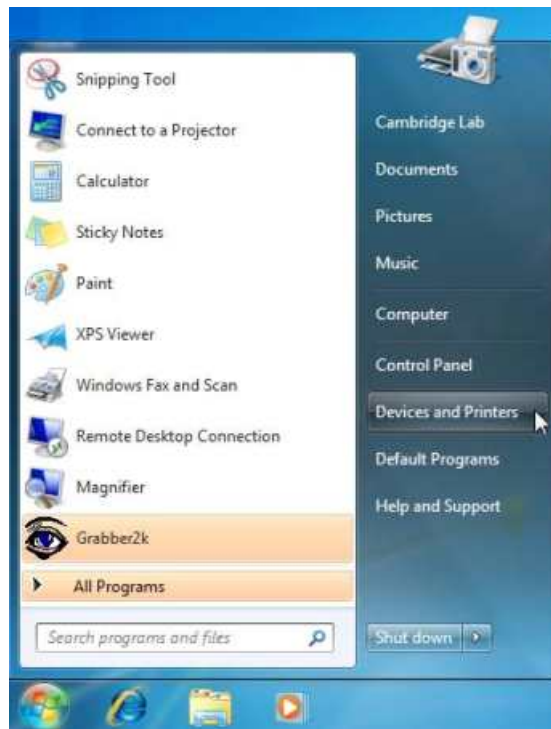 Snipping Tool
Connect to a Projector
Calculator
Sticky Notes
Paint
XPS Viewer
Windows Fax and Scan
Remote Desktop Connection
Magnifier
Grabber2k
All Programs
Search programs and files
Cambridge Lab
Documents
Pictures
Music
Computer
Control Panel
Devices and Printers
Default Programs
Help and Support
Shut down